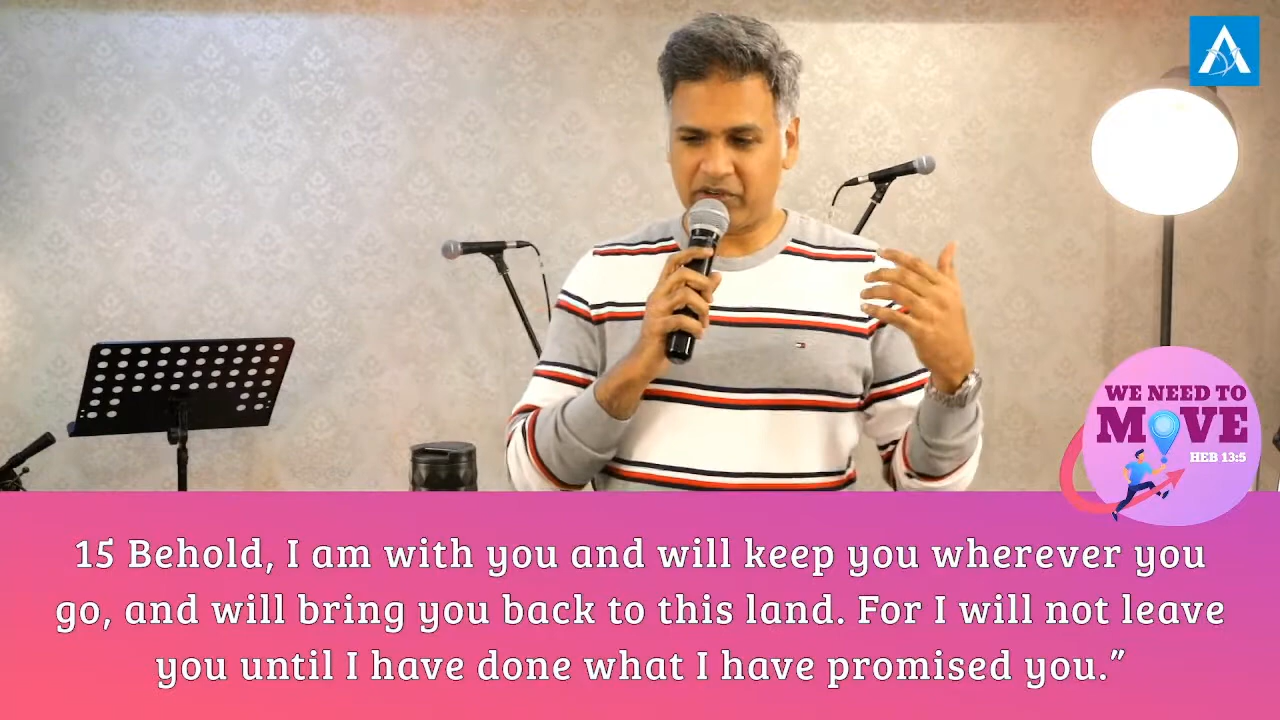 WE NEED TO
MOVE
HEB 13:5
15 Behold, I am with you and will keep you wherever you
go, and will bring you back to this land. For I will not leave
you until I have done what I have promised you.”